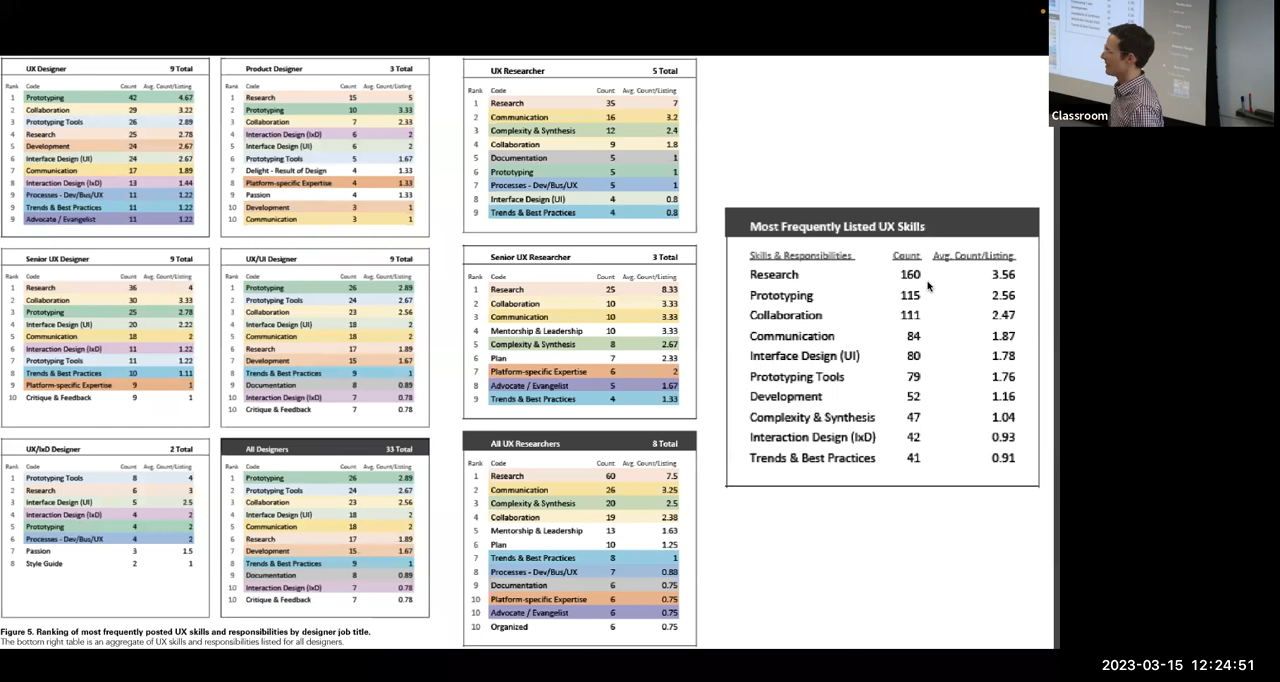 Classroom
UX Designer 9 Total
Rank Code Count Avg. Count/Listing
1 Prototyping 42 4.67
2 Collaboration 29 3.22
3 Prototyping Tools 26 2.89
4 Research 25 2.78
5 Development 24 2.67
6 Interface Design (UI) 24 2.67
7 Communication 17 1.89
8 Interaction Design (IxD) 13 1.44
9 Processes - Dev/Bus/UX 11 1.22
9 Trends & Best Practices 11 1.22
9 Advocate / Evangelist 11 1.22
Product Designer 3 Total
Rank Code Count Avg. Count/Listing
1 Research 15 5
2 Prototyping 10 3.33
3 Collaboration 7 2.33
4 Interaction Design (IxD) 6 2
5 Interface Design (UI) 6 2
6 Prototyping Tools 5 1.67
7 Delight - Result of Design 4 1.33
8 Platform-specific Expertise 4 1.33
9 Passion 4 1.33
10 Development 3 1
10 Communication 3 1
UX Researcher 5 Total
Rank Code Count Avg. Count/Listing
1 Research 35 7
2 Communication 16 3.2
3 Complexity & Synthesis 12 2.4
4 Collaboration 9 1.8
5 Documentation 5 1
6 Prototyping 5 1
7 Processes - Dev/Bus/UX 5 1
8 Interface Design (UI) 4 0.8
9 Trends & Best Practices 4 0.8
Senior UX Designer 9 Total
Rank Code Count Avg. Count/Listing
1 Research 36 4
2 Collaboration 30 3.33
3 Prototyping 25 2.78
4 Interface Design (UI) 20 2.22
5 Communication 18 2
6 Interaction Design (IxD) 11 1.22
7 Prototyping Tools 11 1.22
8 Trends & Best Practices 10 1.11
9 Platform-specific Expertise 9 1
10 Critique & Feedback 9 1
UX/UI Designer 9 Total
Rank Code Count Avg. Count/Listing
1 Prototyping 26 2.89
2 Prototyping Tools 24 2.67
3 Collaboration 23 2.56
4 Interface Design (UI) 18 2
5 Communication 18 2
6 Research 17 1.89
7 Development 15 1.67
8 Trends & Best Practices 9 1
9 Documentation 8 0.89
10 Interaction Design (IxD) 7 0.78
10 Critique & Feedback 7 0.78
Senior UX Researcher 3 Total
Rank Code Count Avg. Count/Listing
1 Research 25 8.33
2 Collaboration 10 3.33
3 Communication 10 3.33
4 Mentorship & Leadership 10 3.33
5 Complexity & Synthesis 8 2.67
6 Plan 7 2.33
7 Platform-specific Expertise 6 2
8 Advocate / Evangelist 5 1.67
9 Trends & Best Practices 4 1.33
UX/IxD Designer 2 Total
Rank Code Count Avg. Count/Listing
1 Prototyping Tools 8 4
2 Research 6 3
3 Interface Design (UI) 5 2.5
4 Interaction Design (IxD) 4 2
5 Prototyping 4 2
6 Processes - Dev/Bus/UX 4 2
7 Passion 3 1.5
8 Style Guide 2 1
All Designers 33 Total
Rank Code Count Avg. Count/Listing
1 Prototyping 26 2.89
2 Prototyping Tools 24 2.67
3 Collaboration 23 2.56
4 Interface Design (UI) 18 2
5 Communication 18 2
6 Research 17 1.89
7 Development 15 1.67
8 Trends & Best Practices 9 1
9 Documentation 8 0.89
10 Interaction Design (IxD) 7 0.78
10 Critique & Feedback 7 0.78
All UX Researchers 8 Total
Rank Code Count Avg. Count/Listing
1 Research 60 7.5
2 Communication 26 3.25
3 Complexity & Synthesis 20 2.5
4 Collaboration 19 2.38
5 Mentorship & Leadership 13 1.63
6 Plan 10 1.25
7 Trends & Best Practices 8 1
8 Processes - Dev/Bus/UX 7 0.88
9 Documentation 6 0.75
10 Platform-specific Expertise 6 0.75
10 Advocate / Evangelist 6 0.75
10 Organized 6 0.75
Most Frequently Listed UX Skills
Skills & Responsibilities Count Avg. Count/Listing
Research 160 3.56
Prototyping 115 2.56
Collaboration 111 2.47
Communication 84 1.87
Interface Design (UI) 80 1.78
Prototyping Tools 79 1.76
Development 52 1.16
Complexity & Synthesis 47 1.04
Interaction Design (IxD) 42 0.93
Trends & Best Practices 41 0.91
Figure 5. Ranking of most frequently posted UX skills and responsibilities by designer job title.
The bottom right table is an aggregate of UX skills and responsibilities listed for all designers.
2023-03-15 12:24:51